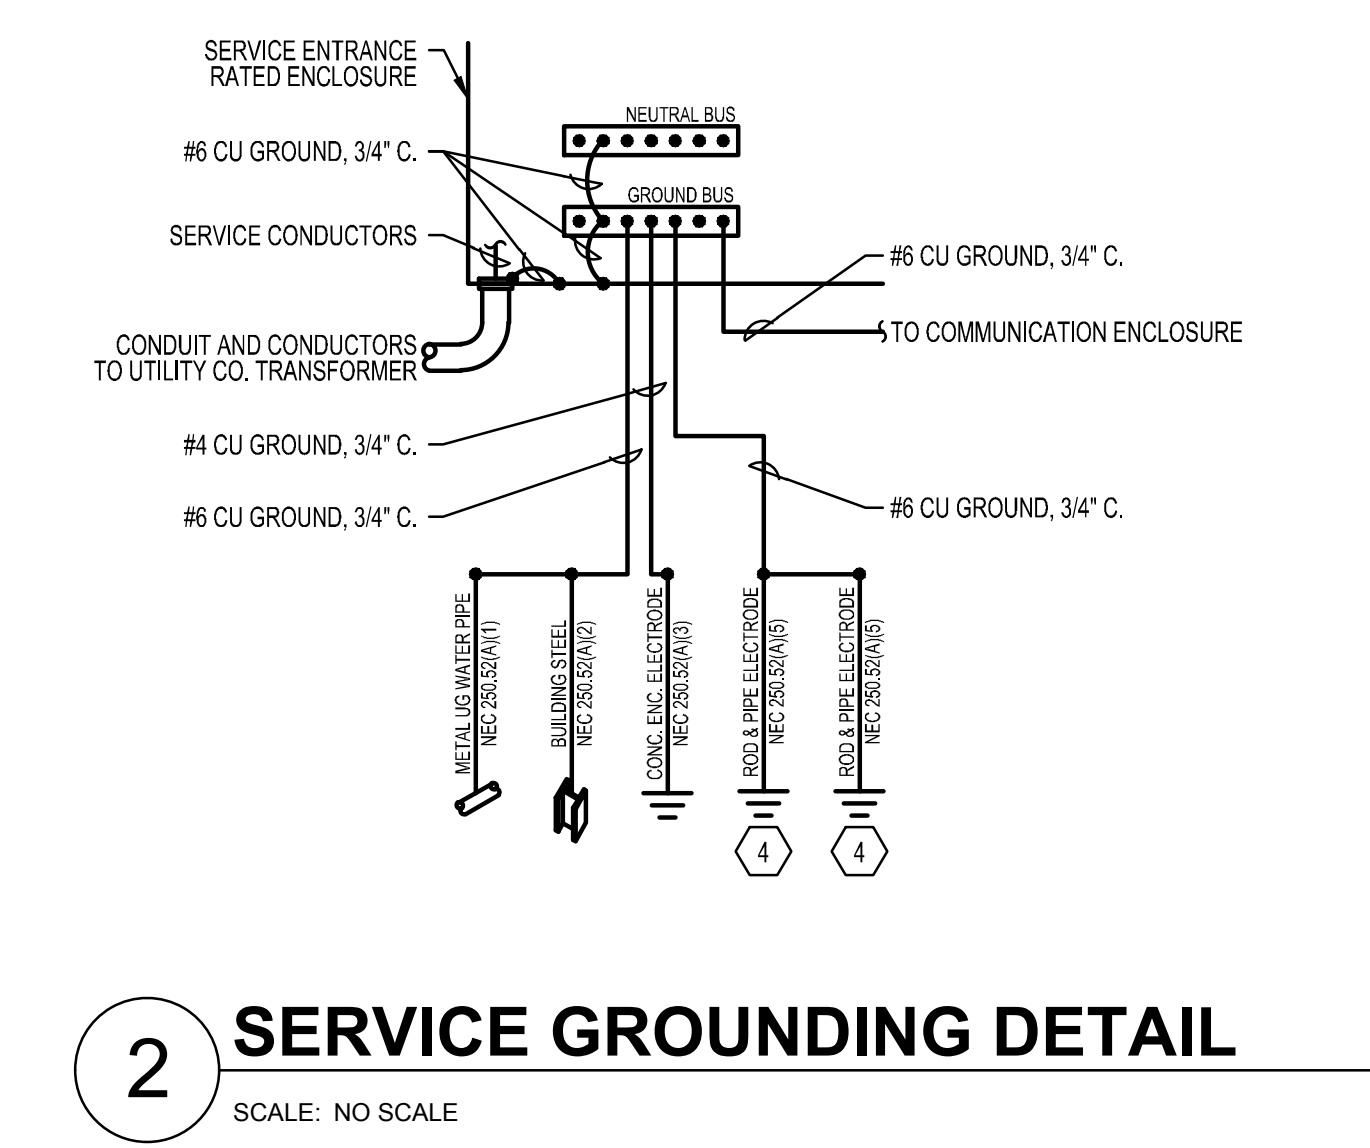 SERVICE ENTRANCE
RATED ENCLOSURE
NEUTRAL BUS
#6 CU GROUND, 3/4" C.
GROUND BUS
SERVICE CONDUCTORS
#6 CU GROUND, 3/4" C.
TO COMMUNICATION ENCLOSURE
CONDUIT AND CONDUCTORS
TO UTILITY CO. TRANSFORMER
#4 CU GROUND, 3/4" C.
#6 CU GROUND, 3/4" C.
#6 CU GROUND, 3/4" C.
METAL UG WATER PIPE
NEC 250.52(A)(1)
BUILDING STEEL
NEC 250.52(A)(2)
CONC. ENC. ELECTRODE
NEC 250.52(A)(3)
ROD & PIPE ELECTRODE
NEC 250.52(A)(5)
ROD & PIPE ELECTRODE
NEC 250.52(A)(5)
4
4
2
SERVICE GROUNDING DETAIL
SCALE: NO SCALE